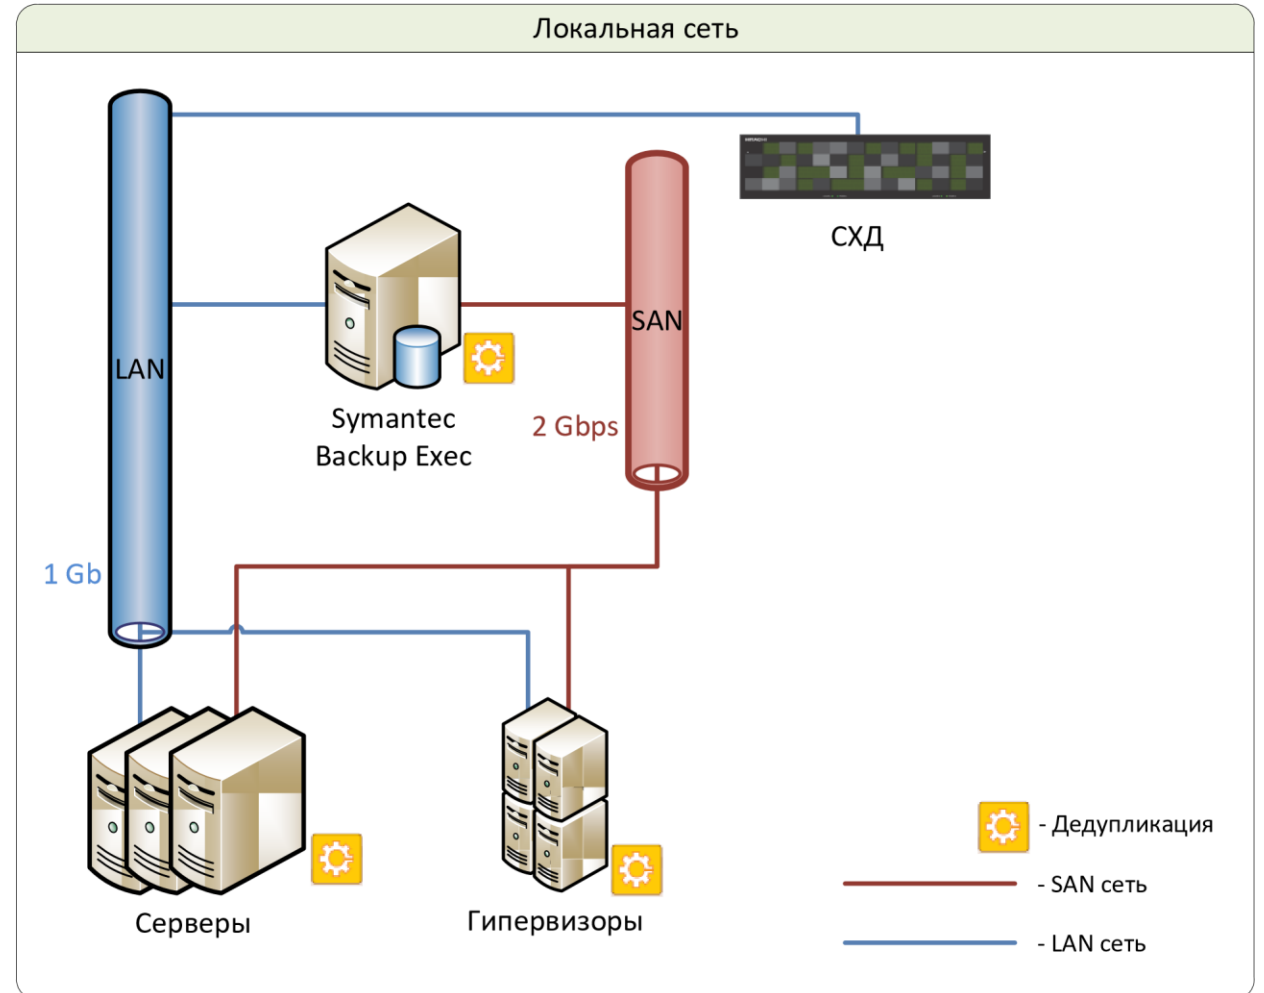 Локальная сеть
СХД
SAN
LAN
Symantec
Backup Exec
2 Gbps
1 Gb
Серверы
Гипервизоры
- Дедупликация
- SAN сеть
- LAN сеть